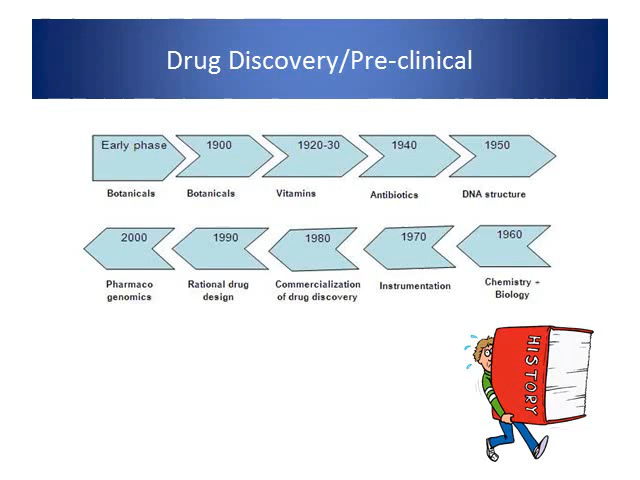 Drug Discovery/Pre-clinical
Early phase
1900
1920-30
1940
1950
Botanicals
Botanicals
Vitamins
Antibiotics
DNA structure
2000
1990
1980
1970
1960
Pharmaco
genomics
Rational drug
design
Commercialization
of drug discovery
Instrumentation
Chemistry +
Biology
HISTORY